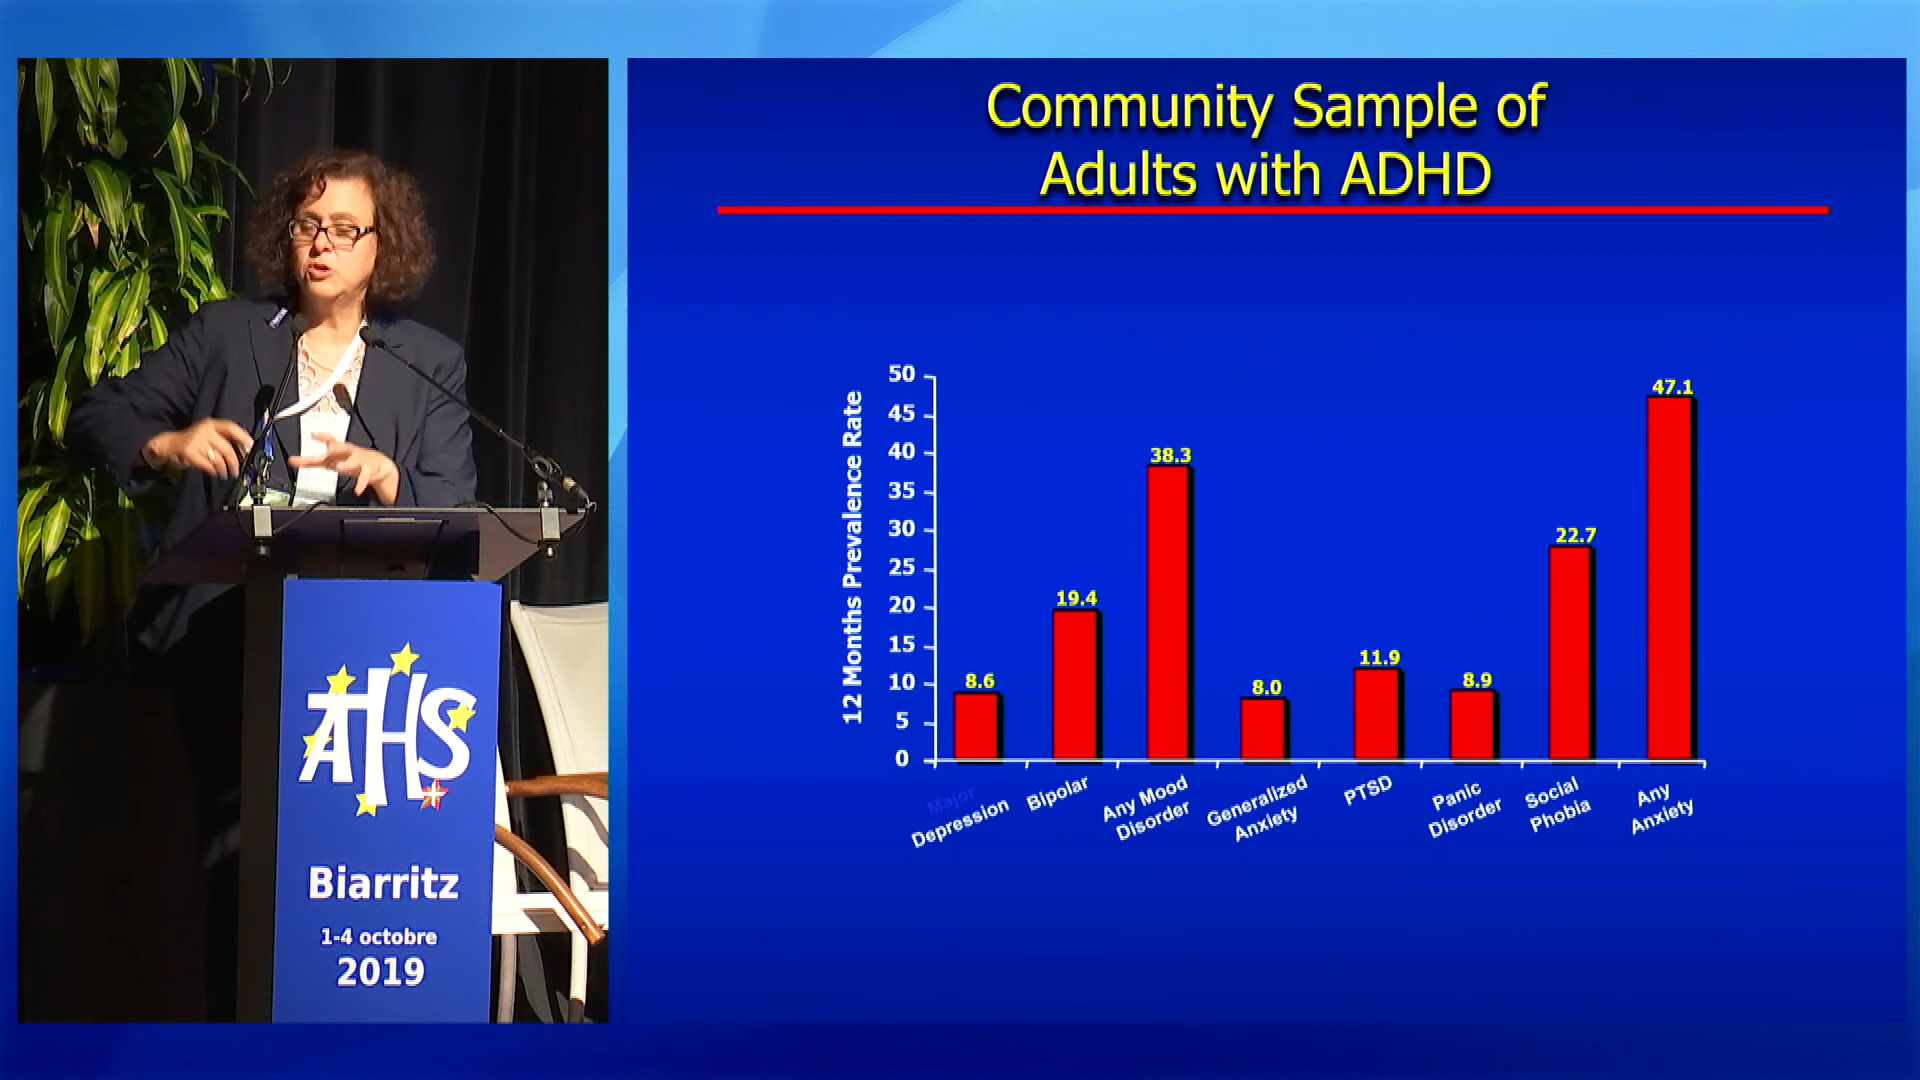 Community Sample of
Adults with ADHD
12 Months Prevalence Rate
50
45
40
35
30
25
20
15
10
5
0
8.6
19.4
38.3
8.0
11.9
8.9
22.7
47.1
Major
Depression
Bipolar
Any Mood
Disorder
Generalized
Anxiety
PTSD
Panic
Disorder
Social
Phobia
Any
Anxiety
AHS
Biarritz
1-4 octobre
2019